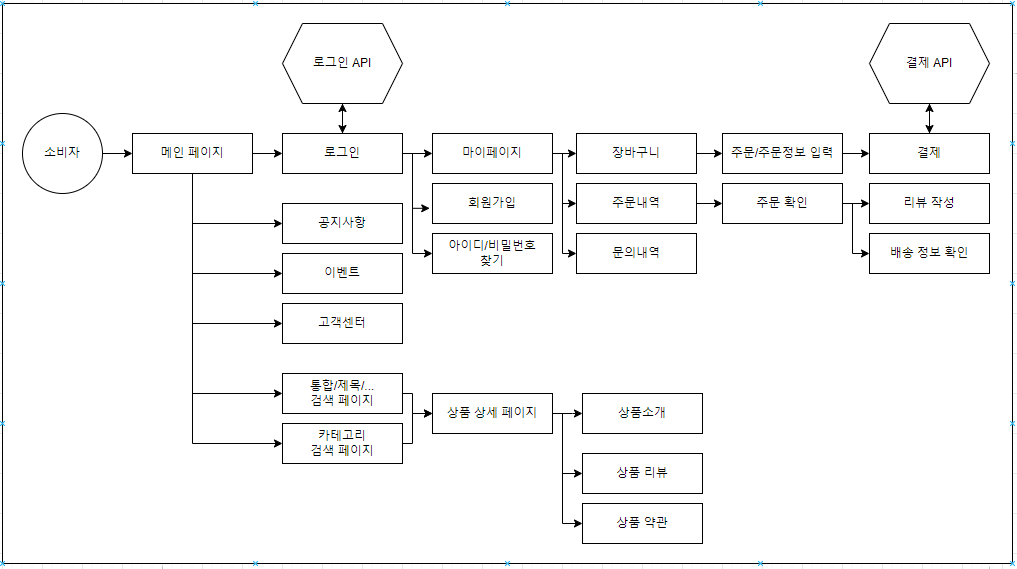 로그인 API
결제 API
소비자
메인 페이지
로그인
마이페이지
장바구니
주문/주문정보 입력
결제
회원가입
주문내역
주문 확인
리뷰 작성
공지사항
아이디/비밀번호
찾기
문의내역
배송 정보 확인
이벤트
고객센터
통합/제목/...
검색 페이지
상품 상세 페이지
상품소개
카테고리
검색 페이지
상품 리뷰
상품 약관